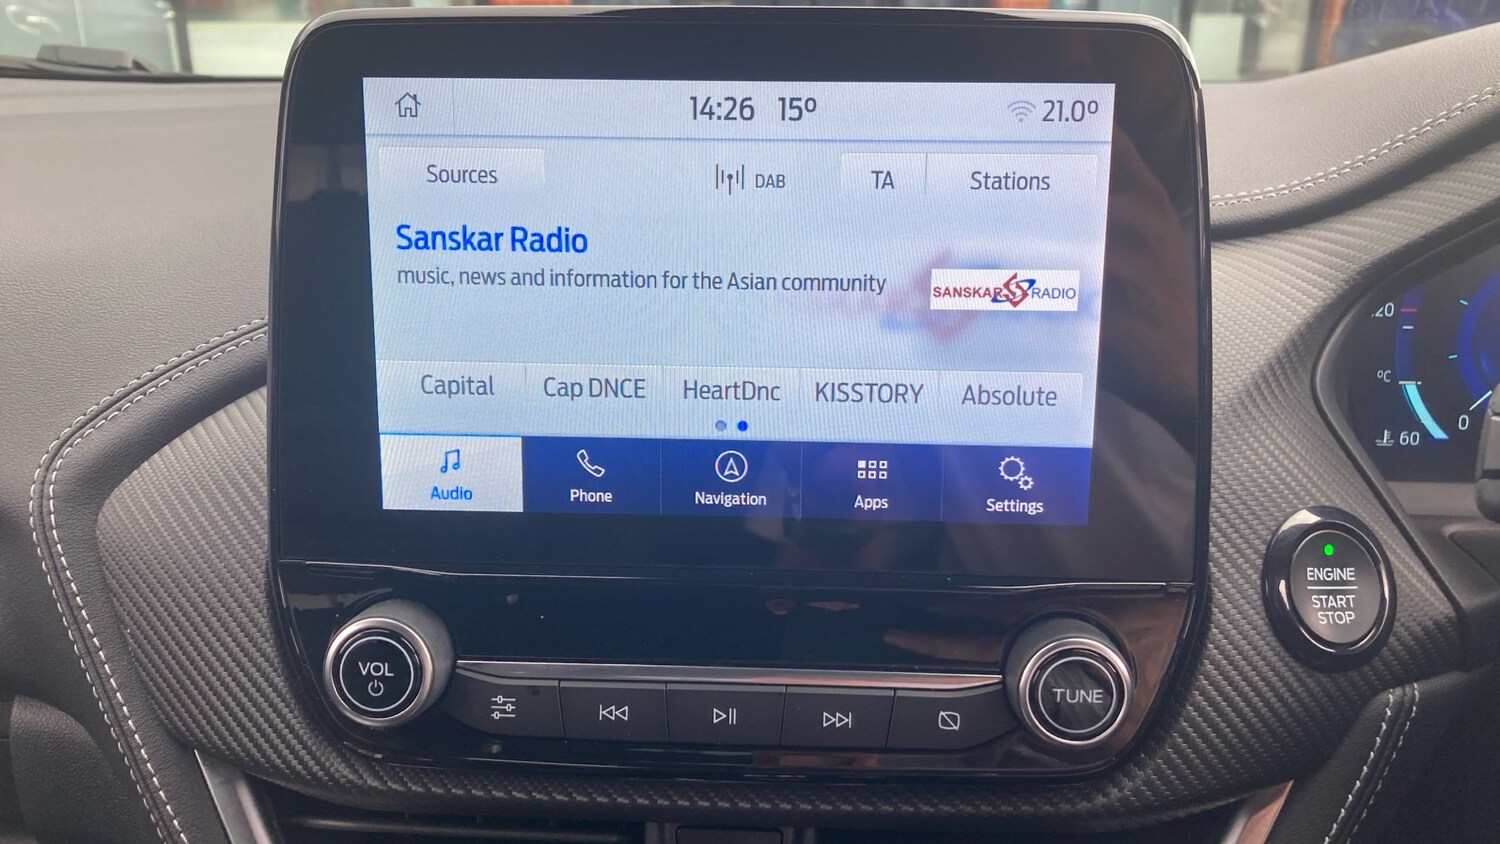 14:26 15º 21.0º
Sources DAB TA Stations
Sanskar Radio
music, news and information for the Asian community
SANSKAR RADIO
Capital Cap DNCE HeartDnc KISSTORY Absolute
Audio Phone Navigation Apps Settings
VOL
TUNE
ENGINE
START
STOP
ºC
60
0